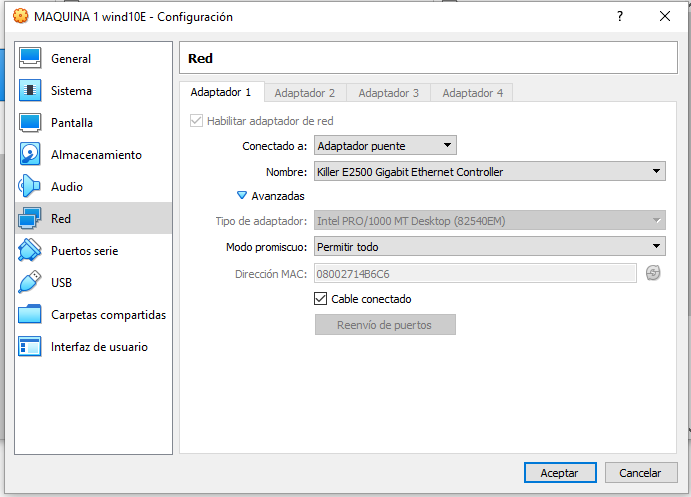 MAQUINA 1 wind10E - Configuración
?
General
Sistema
Pantalla
Almacenamiento
Audio
Red
Puertos serie
USB
Carpetas compartidas
Interfaz de usuario
Red
Adaptador 1 Adaptador 2 Adaptador 3 Adaptador 4
Habilitar adaptador de red
Conectado a: Adaptador puente
Nombre: Killer E2500 Gigabit Ethernet Controller
Avanzadas
Tipo de adaptador: Intel PRO/1000 MT Desktop (82540EM)
Modo promiscuo: Permitir todo
Dirección MAC: 08002714B6C6
Cable conectado
Reenvío de puertos
Aceptar Cancelar